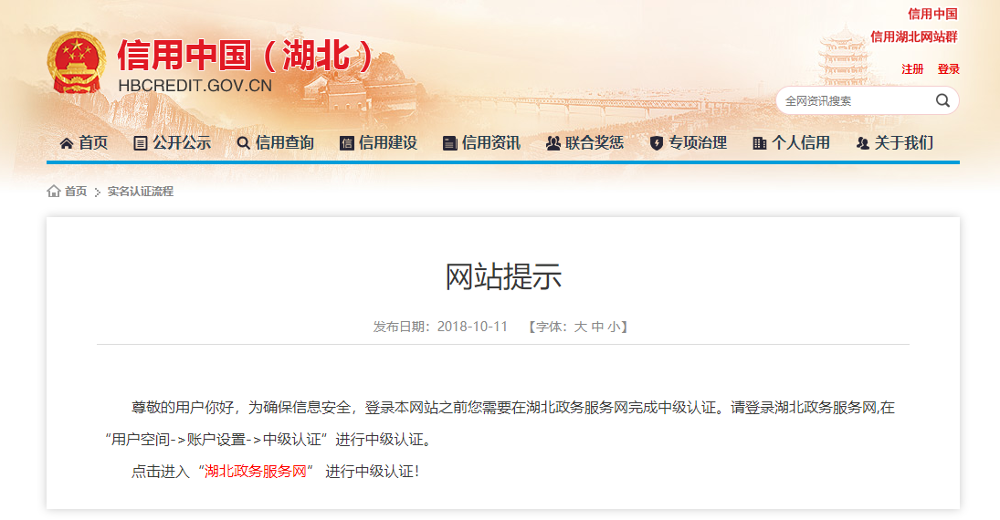 信用中国
信用湖北网站群
信用中国（湖北）
HBCREDIT.GOV.CN
注册 登录
全网资讯搜索
首页 公开公示 信用查询 信 信用建设 信用资讯 联合奖惩 专项治理 个人信用 关于我们
首页 > 实名认证流程
网站提示
发布日期：2018-10-11 【字体：大 中 小】
尊敬的用户你好，为确保信息安全，登录本网站之前您需要在湖北政务服务网完成中级认证。请登录湖北政务服务网,在
“用户空间->账户设置->中级认证”进行中级认证。
点击进入“湖北政务服务网” 进行中级认证！